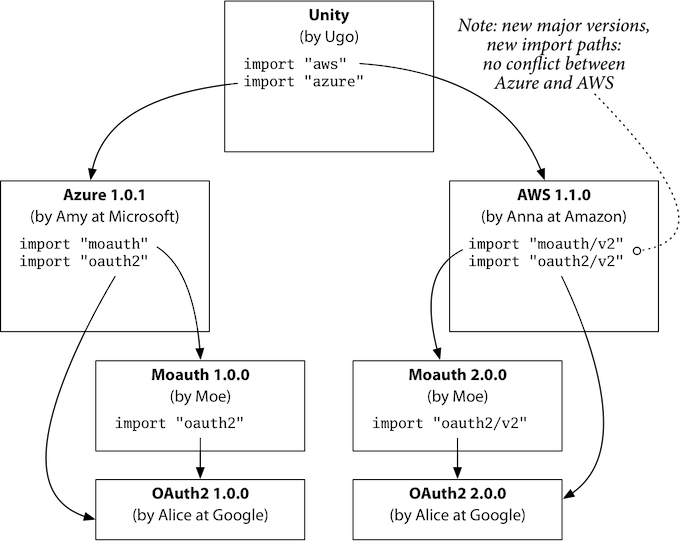 Unity
(by Ugo)
import "aws"
import "azure"
Note: new major versions,
new import paths:
no conflict between
Azure and AWS
Azure 1.0.1
(by Amy at Microsoft)
import "moauth"
import "oauth2"
AWS 1.1.0
(by Anna at Amazon)
import "moauth/v2"
import "oauth2/v2"
Moauth 1.0.0
(by Moe)
import "oauth2"
Moauth 2.0.0
(by Moe)
import "oauth2/v2"
OAuth2 1.0.0
(by Alice at Google)
OAuth2 2.0.0
(by Alice at Google)